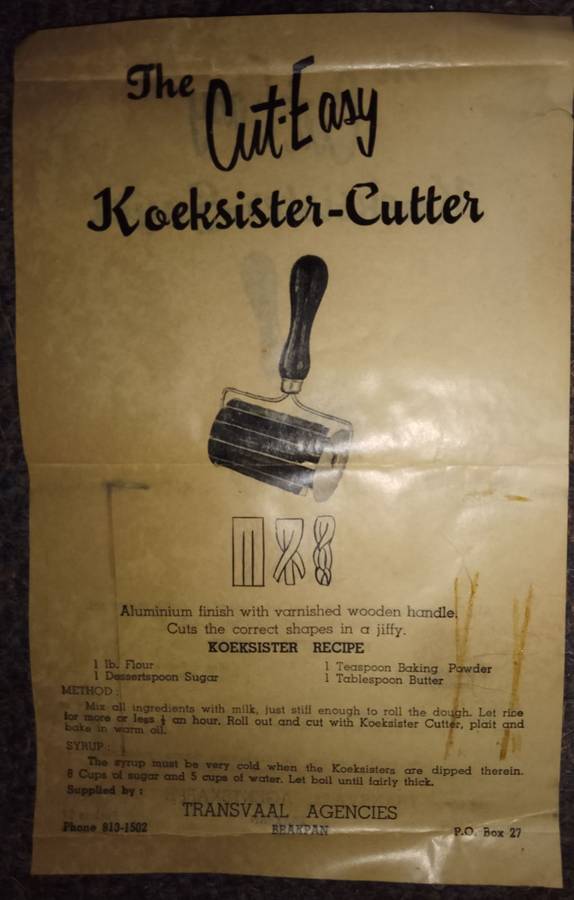 The Cut-Easy
Koeksister-Cutter
Aluminium finish with varnished wooden handle.
Cuts the correct shapes in a jiffy.
KOEKSISTER RECIPE
1 lb. Flour 1 Teaspoon Baking Powder
1 Dessertspoon Sugar 1 Tablespoon Butter
METHOD:
Mix all ingredients with milk, just stiff enough to roll the dough. Let rice
for more or less ½ an hour. Roll out and cut with Koeksister Cutter, plait and
bake in warm oil.
SYRUP:
The syrup must be very cold when the Koeksisters are dipped therein.
8 Cups of sugar and 5 cups of water. Let boil until fairly thick.
Supplied by:
TRANSVAAL AGENCIES
Phone 813-1502 BRAKPAN P.O. Box 27